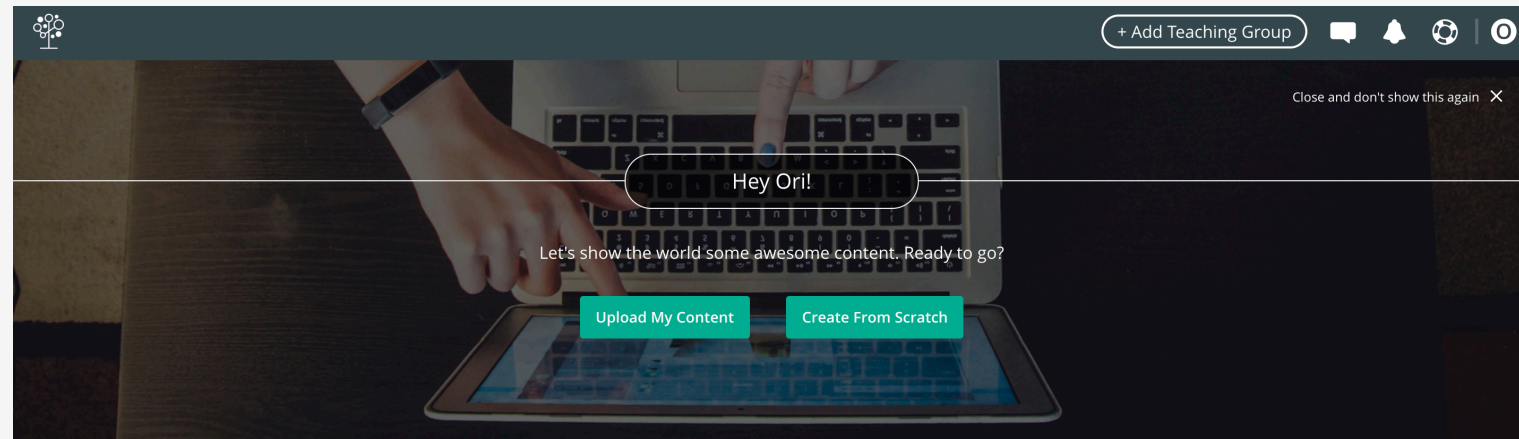 + Add Teaching Group
O
Close and don't show this again
Hey Ori!
Let's show the world some awesome content. Ready to go?
Upload My Content
Create From Scratch